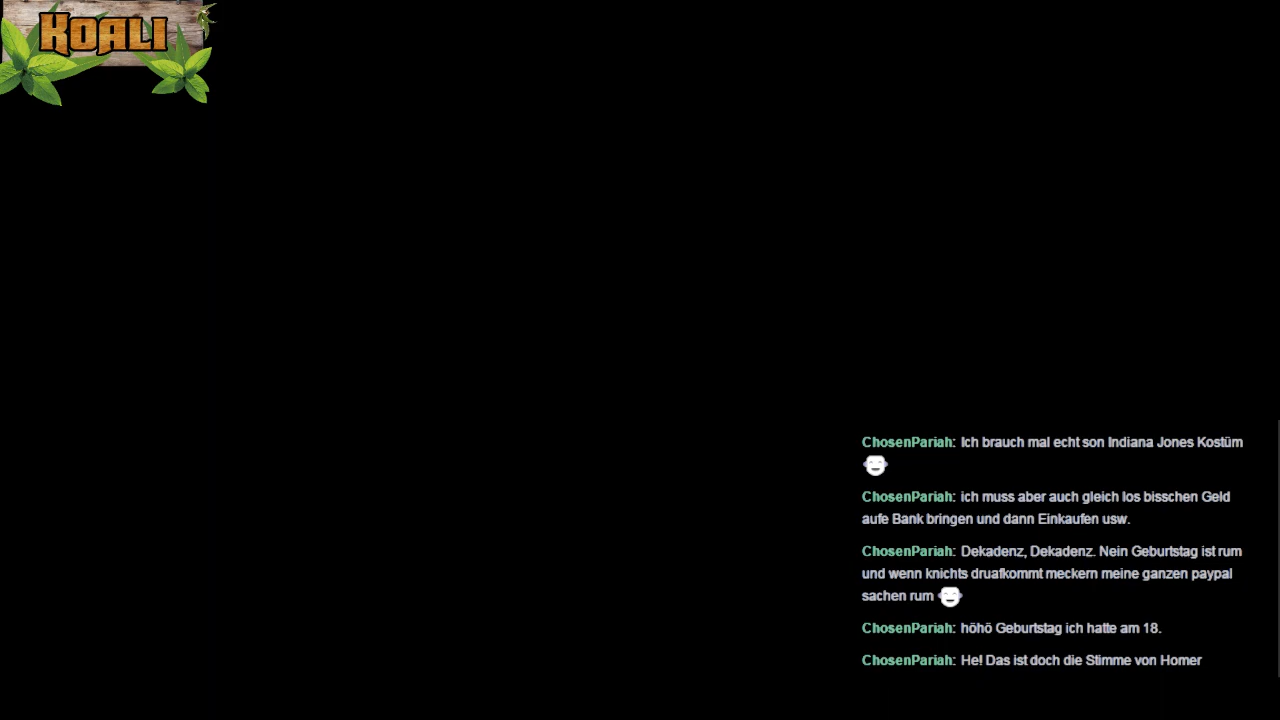 KOALI
ChosenPariah: Ich brauch mal echt son Indiana Jones Kostüm
ChosenPariah: ich muss aber auch gleich los bisschen Geld
aufe Bank bringen und dann Einkaufen usw.
ChosenPariah: Dekadenz, Dekadenz. Nein Geburtstag ist rum
und wenn knichts druafkommt meckern meine ganzen paypal
sachen rum
ChosenPariah: höhö Geburtstag ich hatte am 18.
ChosenPariah: He! Das ist doch die Stimme von Homer